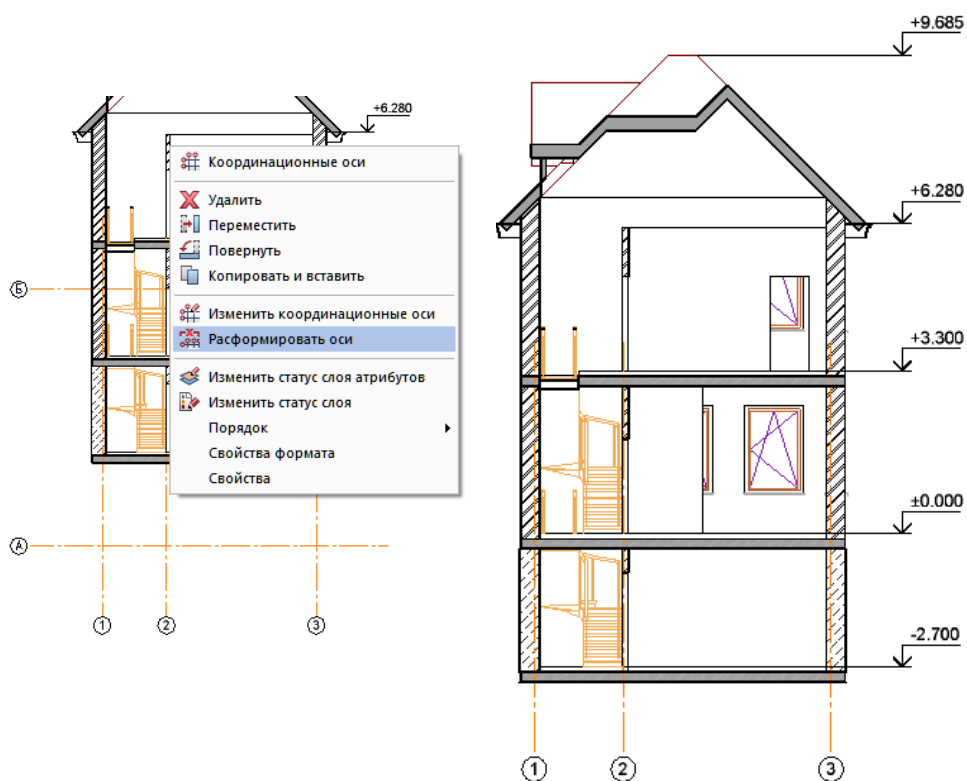 +6.280
Координационные оси
Удалить
Переместить
Повернуть
Копировать и вставить
Изменить координационные оси
Расформировать оси
Изменить статус слоя атрибутов
Изменить статус слоя
Порядок
Свойства формата
Свойства
Б
А
1 2 3
+9.685
+6.280
+3.300
±0.000
-2.700
1 2 3